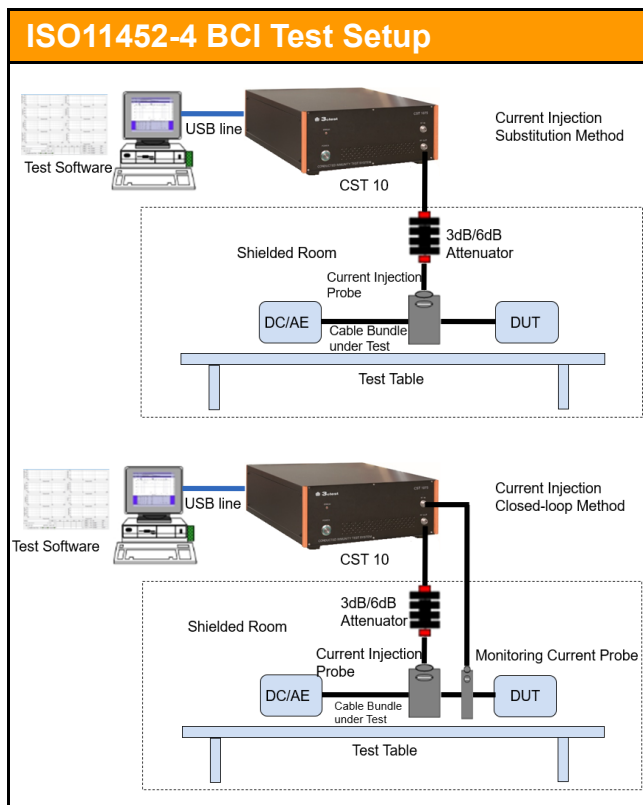 ISO11452-4 BCI Test Setup
USB line
Test Software
3ctest
CST 10
Current Injection
Substitution Method
3dB/6dB
Attenuator
Shielded Room
Current Injection
Probe
DC/AE
Cable Bundle
under Test
DUT
Test Table
USB line
Test Software
3ctest
CST 10
Current Injection
Closed-loop Method
3dB/6dB
Attenuator
Shielded Room
Current Injection
Probe
Monitoring Current Probe
DC/AE
Cable Bundle
under Test
DUT
Test Table